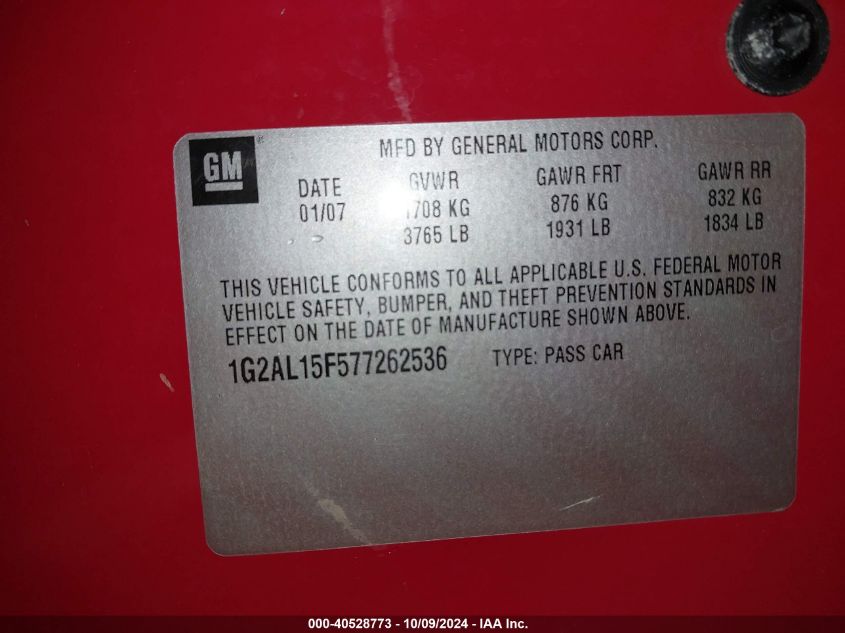 GM
MFD BY GENERAL MOTORS CORP.
DATE GVWR GAWR FRT GAWR RR
01/07 1708 KG 876 KG 832 KG
3765 LB 1931 LB 1834 LB
THIS VEHICLE CONFORMS TO ALL APPLICABLE U.S. FEDERAL MOTOR
VEHICLE SAFETY, BUMPER, AND THEFT PREVENTION STANDARDS IN
EFFECT ON THE DATE OF MANUFACTURE SHOWN ABOVE.
1G2AL15F577262536 TYPE: PASS CAR
000-40528773 - 10/09/2024 - IAA Inc.